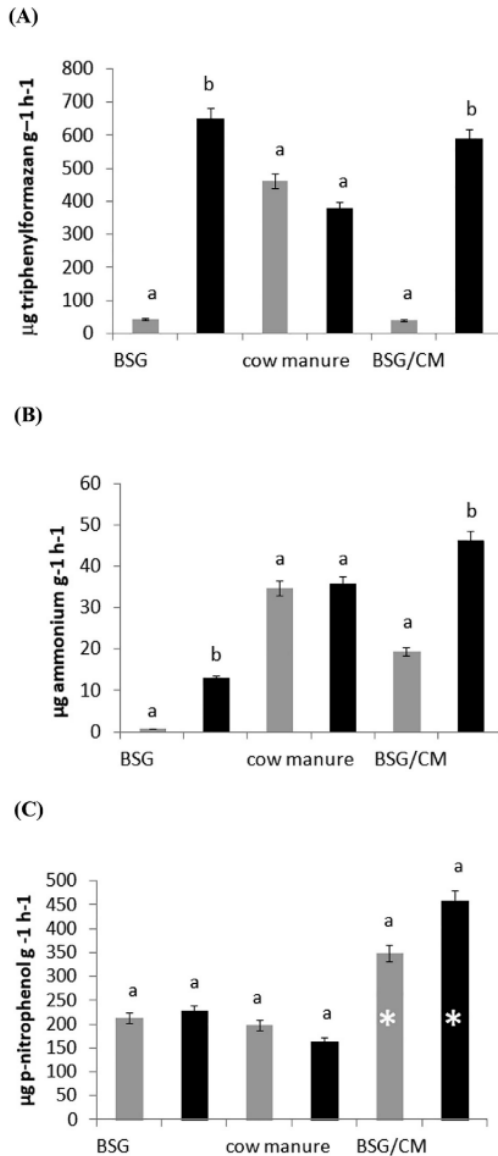 (A)
µg triphenylformazan g–1 h-1
800
700
600
500
400
300
200
100
0
a
b
a
a
a
b
BSG
cow manure
BSG/CM
(B)
µg ammonium g-1 h-1
60
50
40
30
20
10
0
a
b
a
a
a
b
BSG
cow manure
BSG/CM
(C)
µg p-nitrophenol g -1 h-1
500
450
400
350
300
250
200
150
100
50
0
a
a
a
a
a
a
*
*
BSG
cow manure
BSG/CM